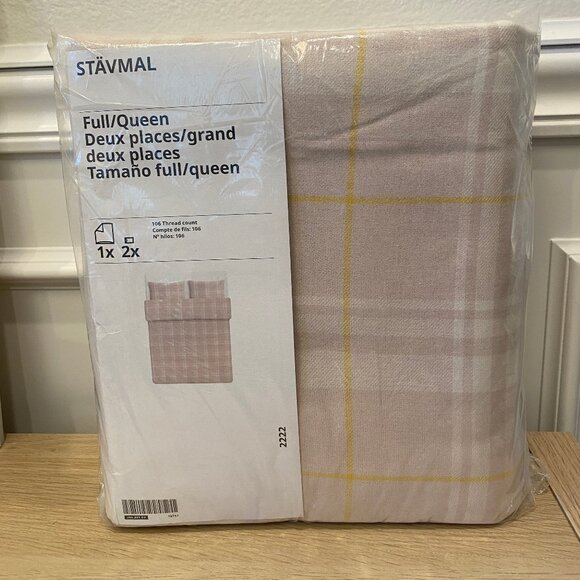 STÄVMAL
Full/Queen
Deux places/grand
deux places
Tamaño full/queen
106 Thread count
Compte de fils: 106
Nº hilos: 106
1x 2x
2222